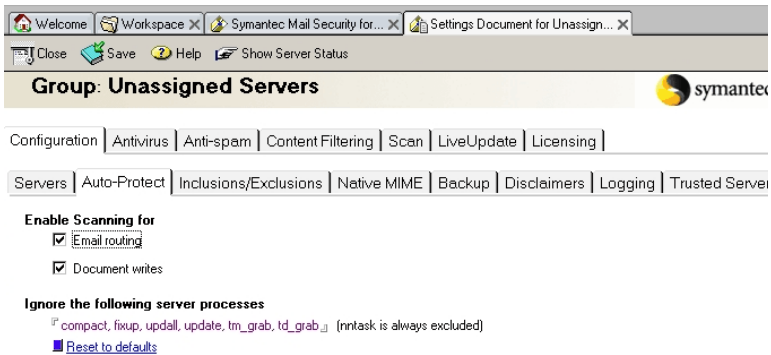 Welcome Workspace Symantec Mail Security for... Settings Document for Unassign...
Close Save Help Show Server Status
Group: Unassigned Servers
symantec
Configuration Antivirus Anti-spam Content Filtering Scan LiveUpdate Licensing
Servers Auto-Protect Inclusions/Exclusions Native MIME Backup Disclaimers Logging Trusted Server
Enable Scanning for
Email routing
Document writes
Ignore the following server processes
compact, fixup, updall, update, tm_grab, td_grab (nntask is always excluded)
Reset to defaults